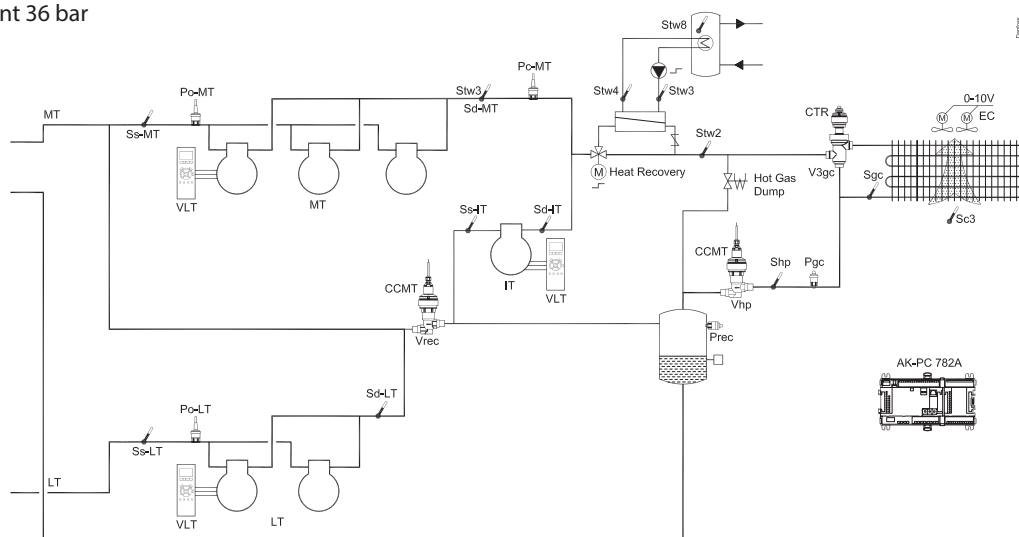 nt 36 bar
Stw8
Po-MT
Pc-MT
MT
Stw3
Stw4
Stw3
CTR
0-10V
M
M
EC
Ss-MT
Sd-MT
Stw2
V3gc
M
Heat Recovery
Hot Gas
Dump
Sgc
VLT
MT
Ss-IT
Sd-IT
Sc3
CCMT
Shp
Pgc
CCMT
IT
VLT
Vhp
Vrec
Prec
AK-PC 782A
Sd-LT
Po-LT
Ss-LT
LT
VLT
LT